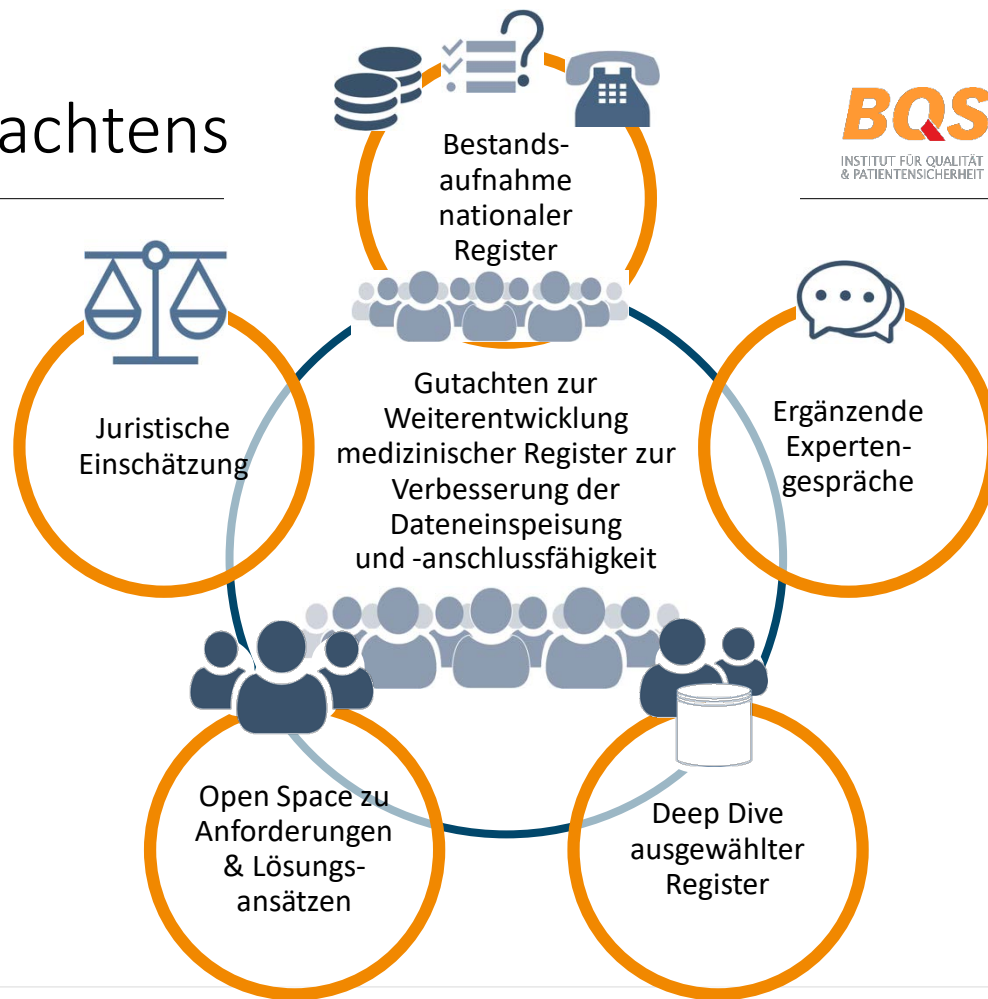 achtens
BQS
INSTITUT FÜR QUALITÄT
& PATIENTENSICHERHEIT
Bestands-
aufnahme
nationaler
Register
Juristische
Einschätzung
Gutachten zur
Weiterentwicklung
medizinischer Register zur
Verbesserung der
Dateneinspeisung
und -anschlussfähigkeit
Ergänzende
Experten-
gespräche
Open Space zu
Anforderungen
& Lösungs-
ansätzen
Deep Dive
ausgewählter
Register